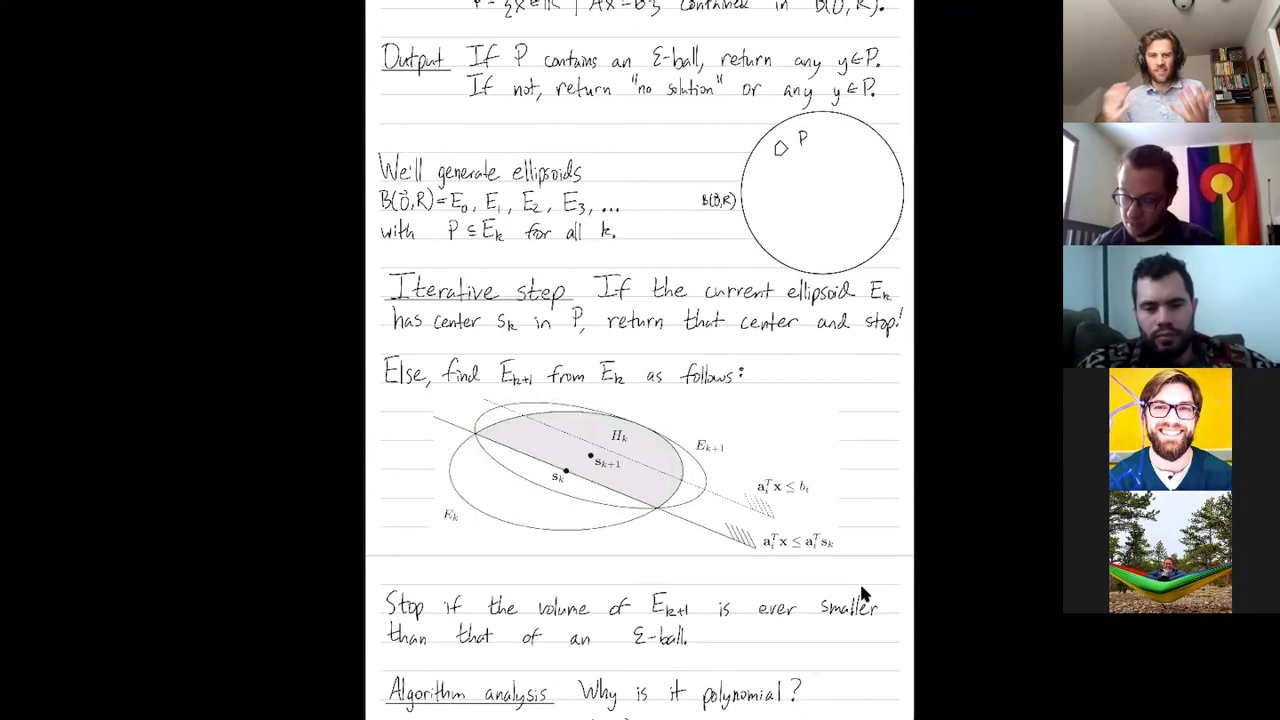 P = {x ∈ ℝ | Ax ≤ b} contained in B(0⃗, R).
Output If P contains an ε-ball, return any y ∈ P.
If not, return "no solution" or any y ∈ P.
P
We'll generate ellipsoids
B(0⃗,R) = E₀, E₁, E₂, E₃, ...
B(0⃗,R)
with P ⊆ Eₖ for all k.
Iterative step If the current ellipsoid Eₖ
has center sₖ in P, return that center and stop!
Else, find Eₖ₊₁ from Eₖ as follows:
Hₖ
Eₖ₊₁
sₖ₊₁
sₖ
aᵢᵀx ≤ bᵢ
Eₖ
aᵢᵀx ≤ aᵢᵀsₖ
Stop if the volume of Eₖ₊₁ is ever smaller
than that of an ε-ball.
Algorithm analysis Why is it polynomial?